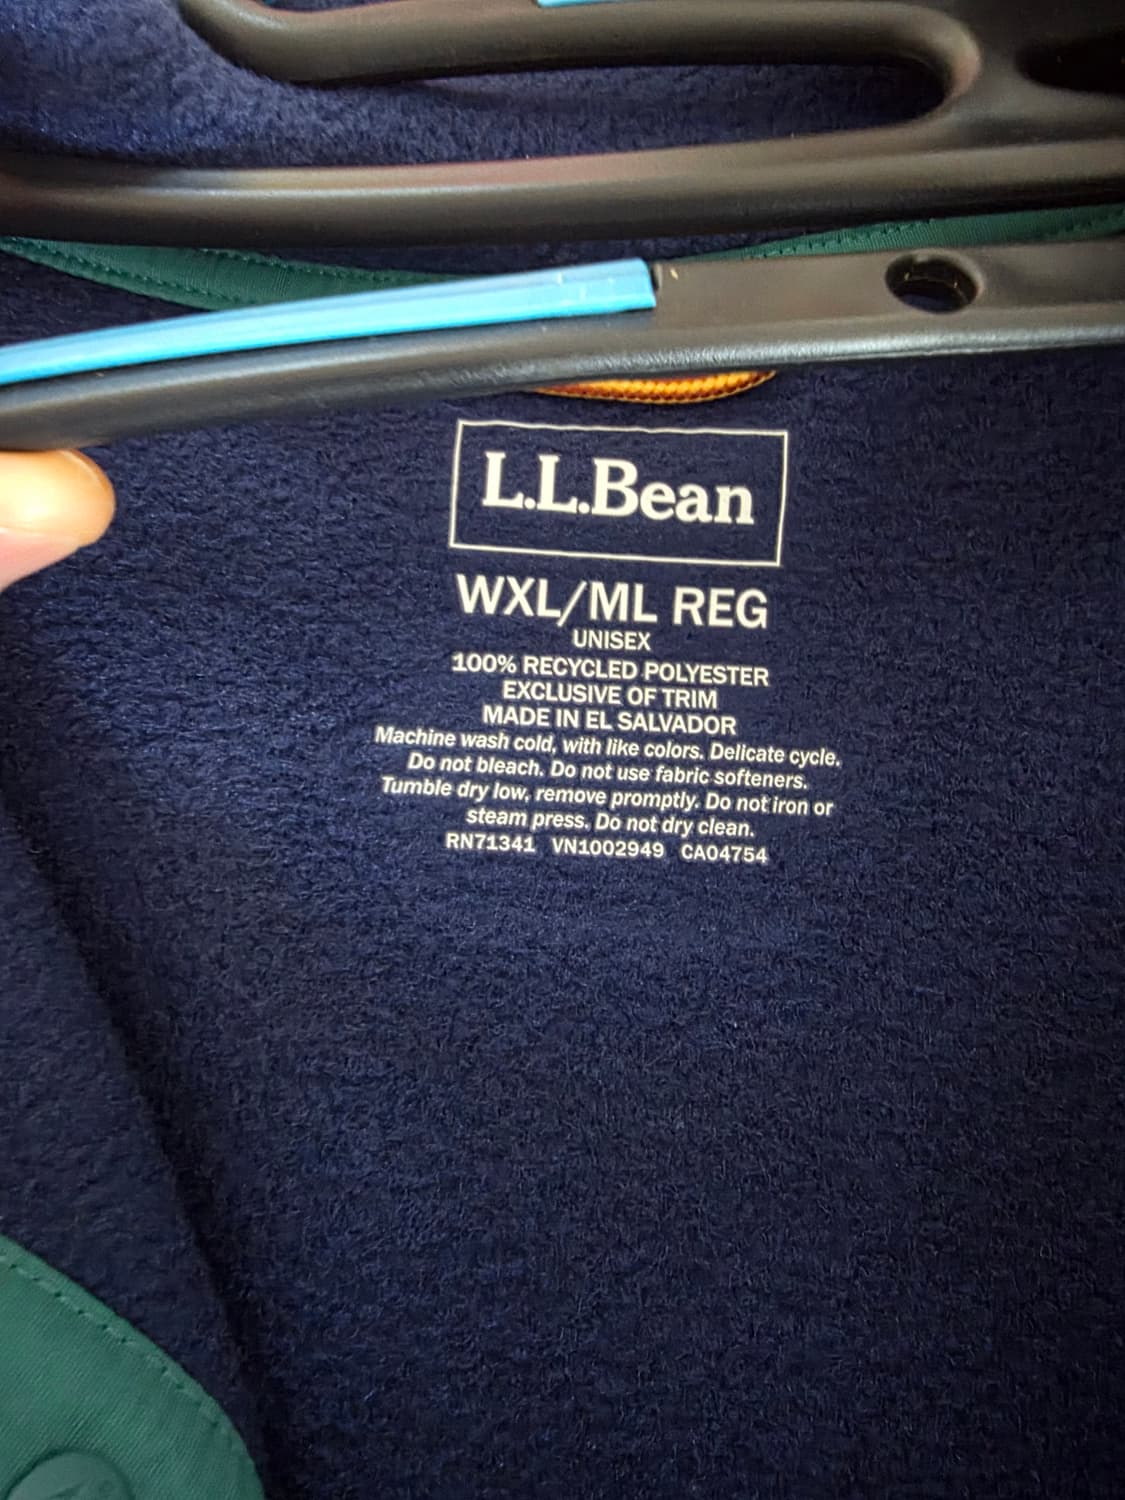 L.L.Bean
WXL/ML REG
UNISEX
100% RECYCLED POLYESTER
EXCLUSIVE OF TRIM
MADE IN EL SALVADOR
Machine wash cold, with like colors. Delicate cycle.
Do not bleach. Do not use fabric softeners.
Tumble dry low, remove promptly. Do not iron or
steam press. Do not dry clean.
RN71341 VN1002949 CA04754